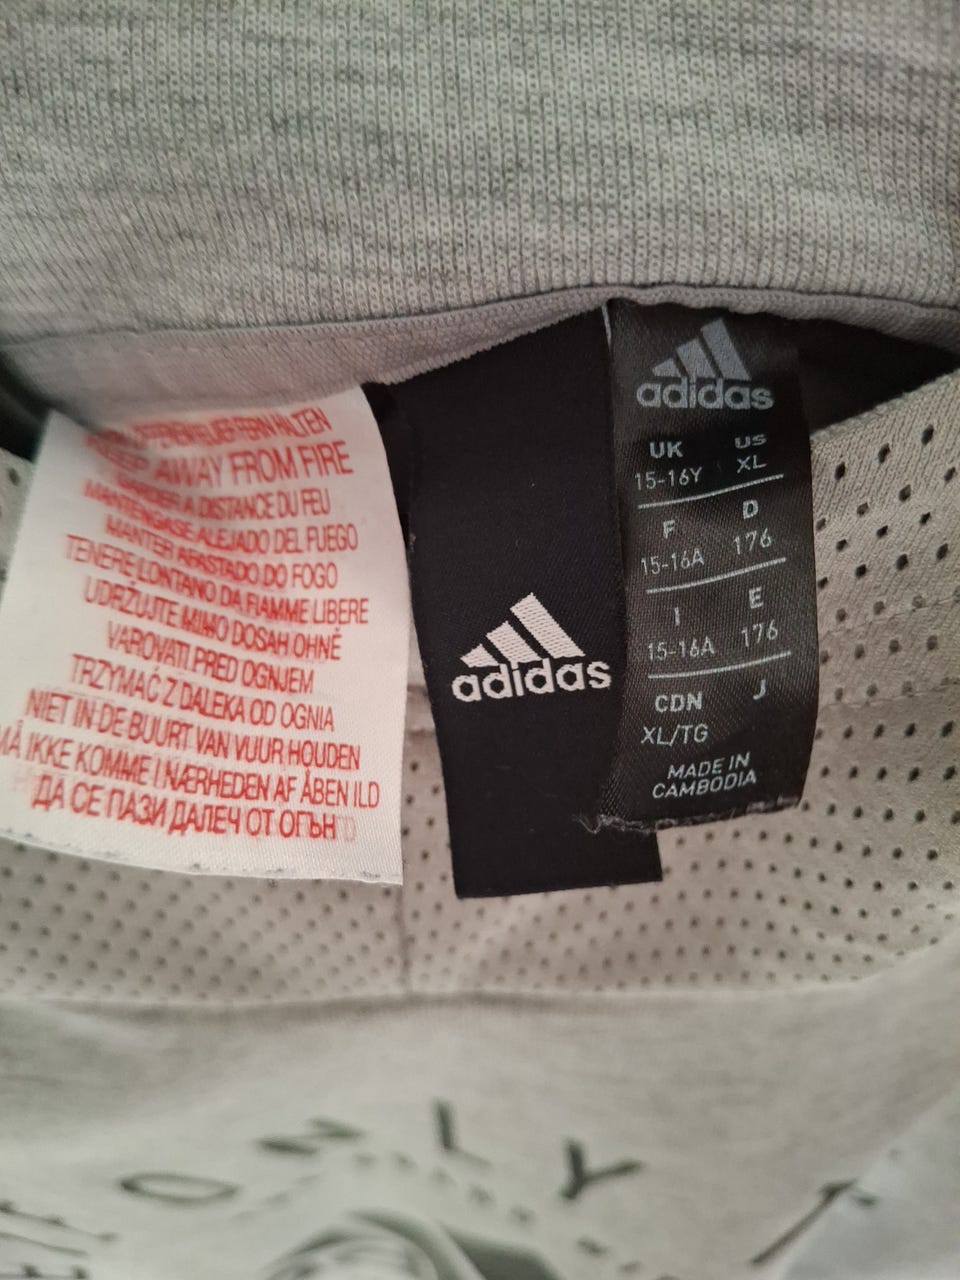 FERNHALTEN
KEEP AWAY FROM FIRE
GARDER A DISTANCE DU FEU
MANTENGASE ALEJADO DEL FUEGO
MANTER AFASTADO DO FOGO
TENERE LONTANO DA FIAMME LIBERE
UDRŽUJTE MIMO DOSAH OHNĚ
VAROVATI PRED OGNJEM
TRZYMAĆ Z DALEKA OD OGNIA
NIET IN DE BUURT VAN VUUR HOUDEN
MÅ IKKE KOMME I NÆRHEDEN AF ÅBEN ILD
ДА СЕ ПАЗИ ДАЛЕЧ ОТ ОГЪН
adidas
adidas
UK US
15-16Y XL
F D
15-16A 176
I E
15-16A 176
CDN J
XL/TG
MADE IN
CAMBODIA
ONLY